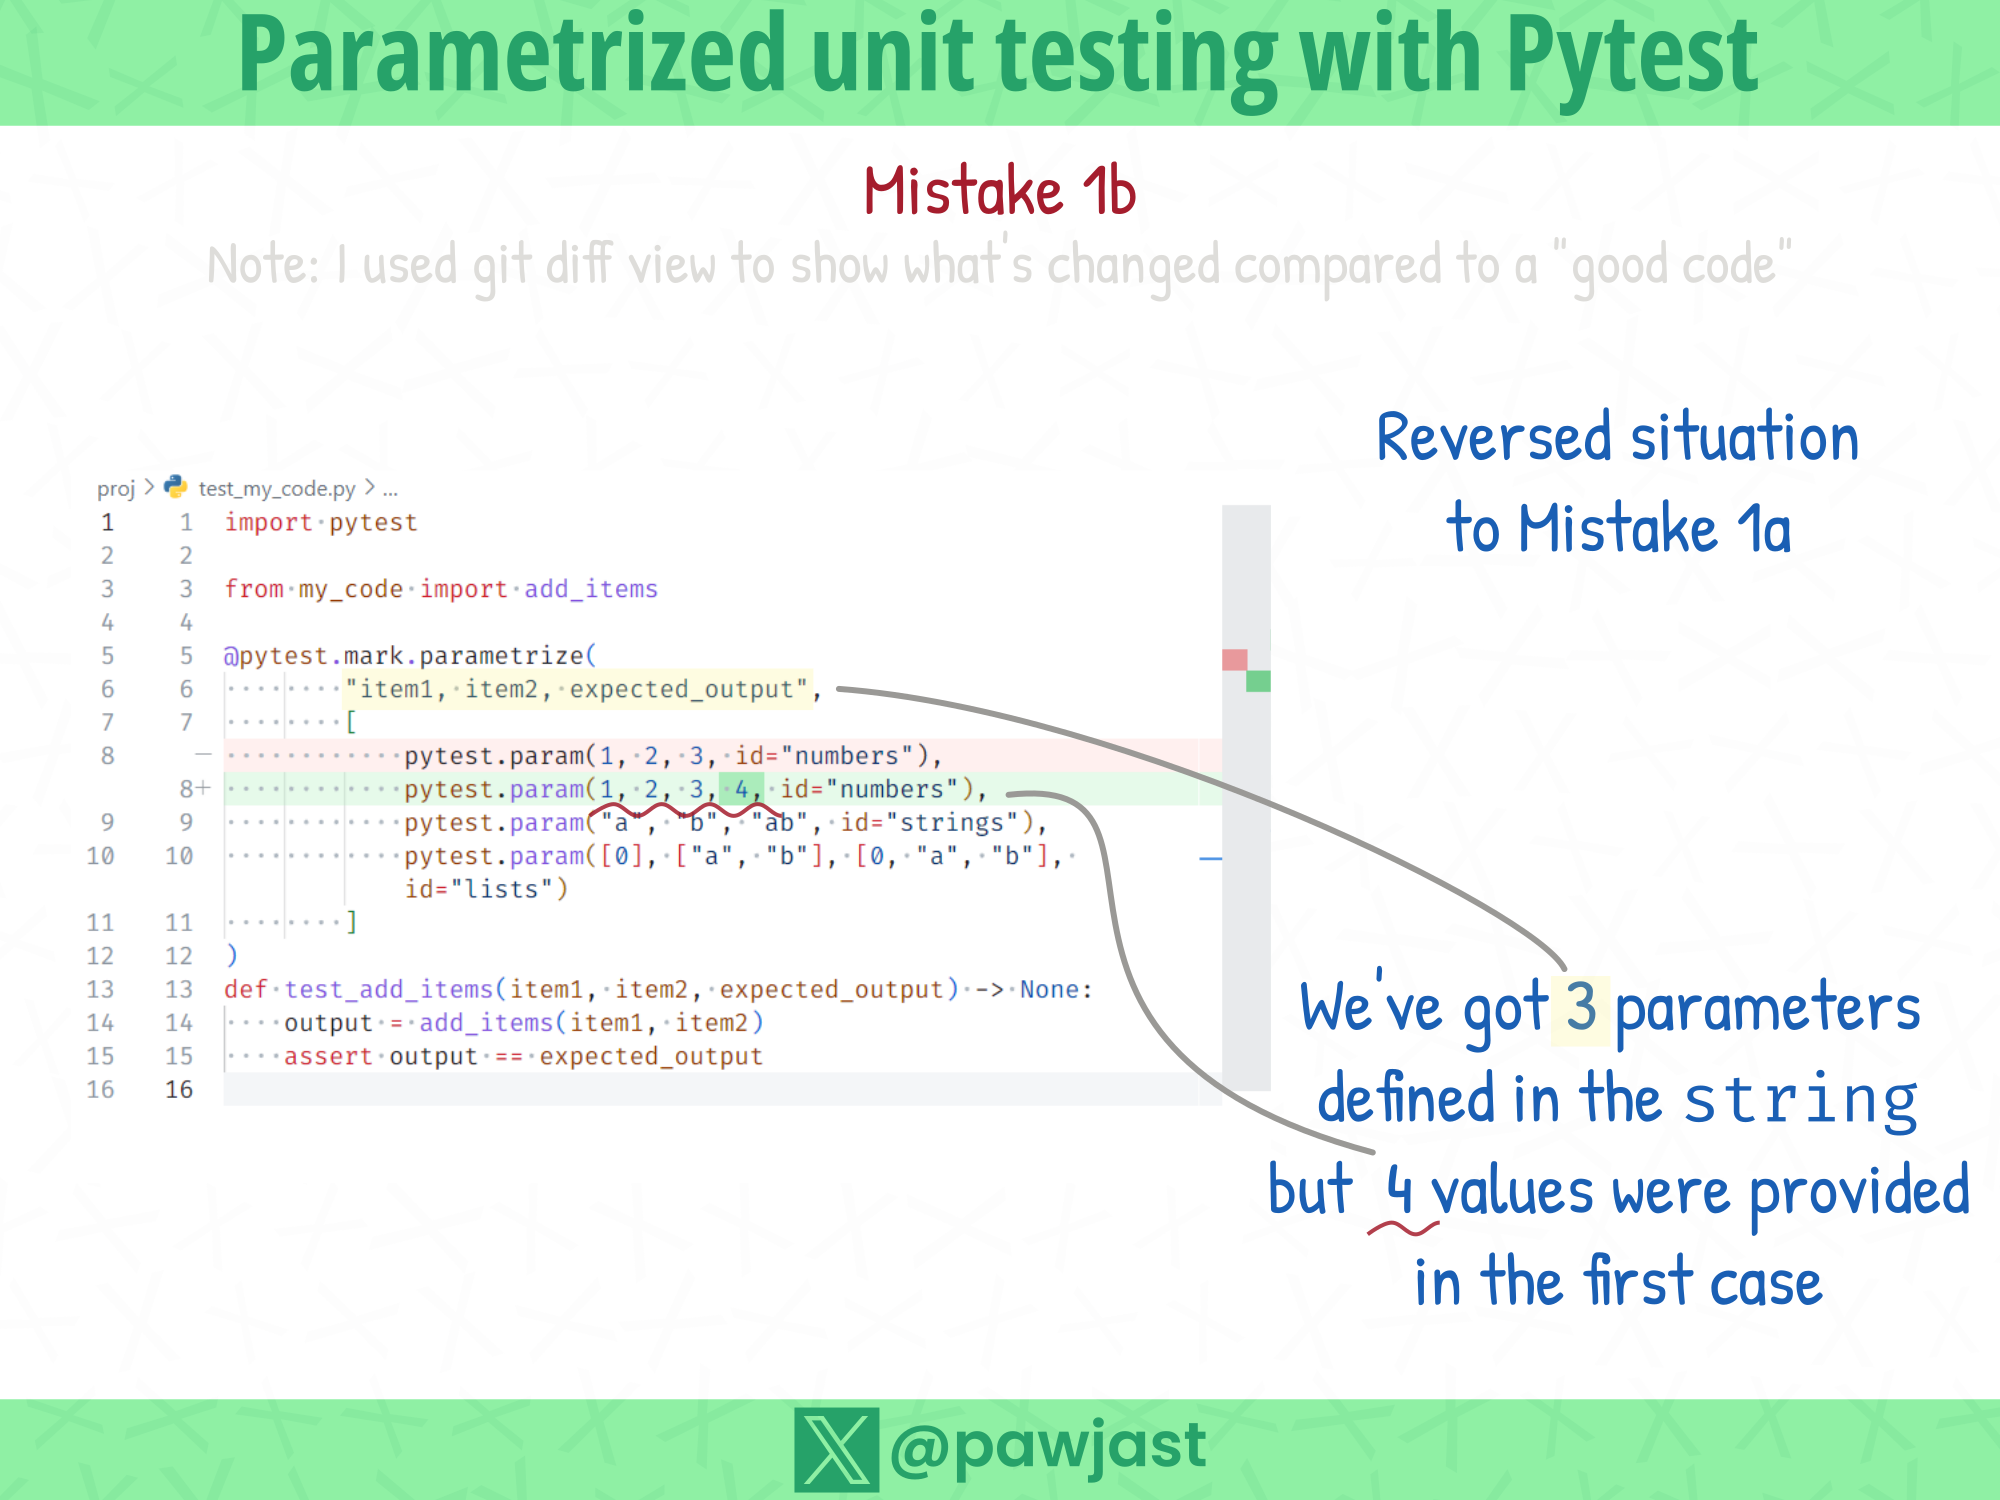 Parametrized unit testing with Pytest
Mistake 1b
Note: I used git diff view to show what's changed compared to a "good code"
Reversed situation
to Mistake 1a
proj > test_my_code.py > ...
1 1 import pytest
2 2
3 3 from my_code import add_items
4 4
5 5 @pytest.mark.parametrize(
6 6 "item1, item2, expected_output",
7 7 [
8 — pytest.param(1, 2, 3, id="numbers"),
8+ pytest.param(1, 2, 3, 4, id="numbers"),
9 9 pytest.param("a", "b", "ab", id="strings"),
10 10 pytest.param([0], ["a", "b"], [0, "a", "b"],
id="lists")
11 11 ]
12 12 )
13 13 def test_add_items(item1, item2, expected_output) -> None:
14 14 output = add_items(item1, item2)
15 15 assert output == expected_output
16 16
We've got 3 parameters
defined in the string
but 4 values were provided
in the first case
@pawjast